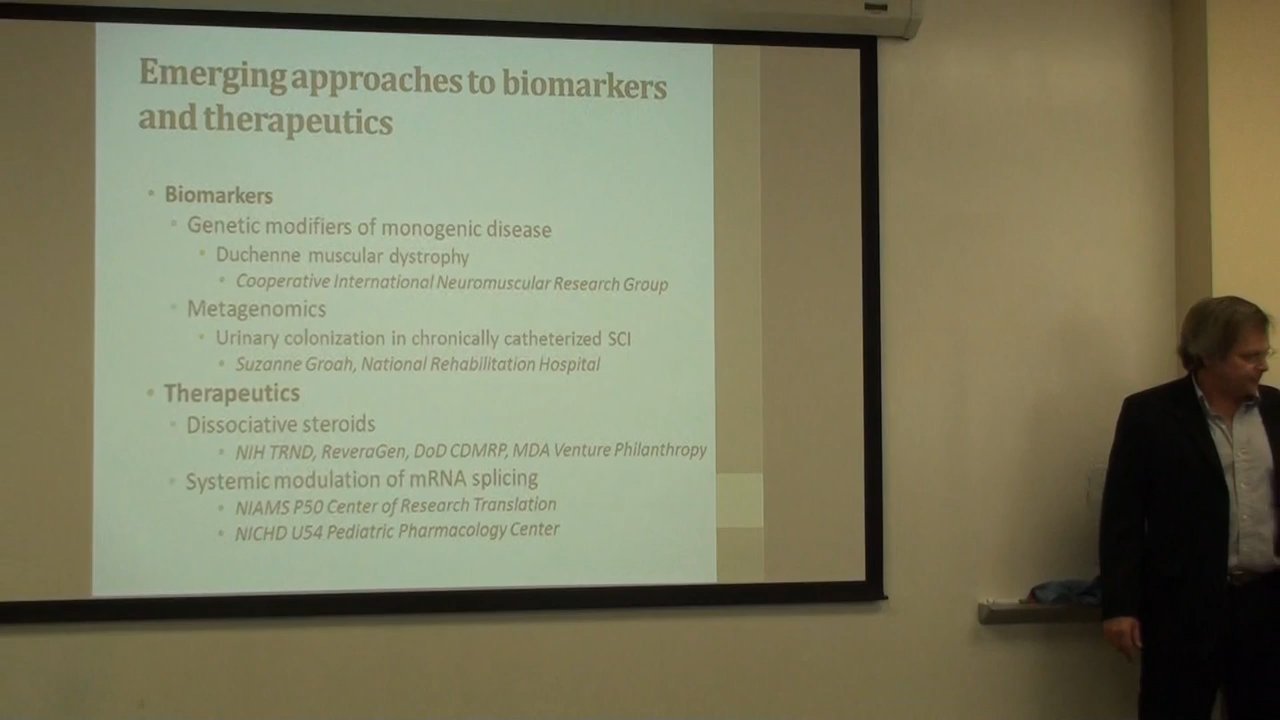 Emerging approaches to biomarkers
and therapeutics
• Biomarkers
• Genetic modifiers of monogenic disease
• Duchenne muscular dystrophy
• Cooperative International Neuromuscular Research Group
• Metagenomics
• Urinary colonization in chronically catheterized SCI
• Suzanne Groah, National Rehabilitation Hospital
• Therapeutics
• Dissociative steroids
• NIH TRND, ReveraGen, DoD CDMRP, MDA Venture Philanthropy
• Systemic modulation of mRNA splicing
• NIAMS P50 Center of Research Translation
• NICHD U54 Pediatric Pharmacology Center